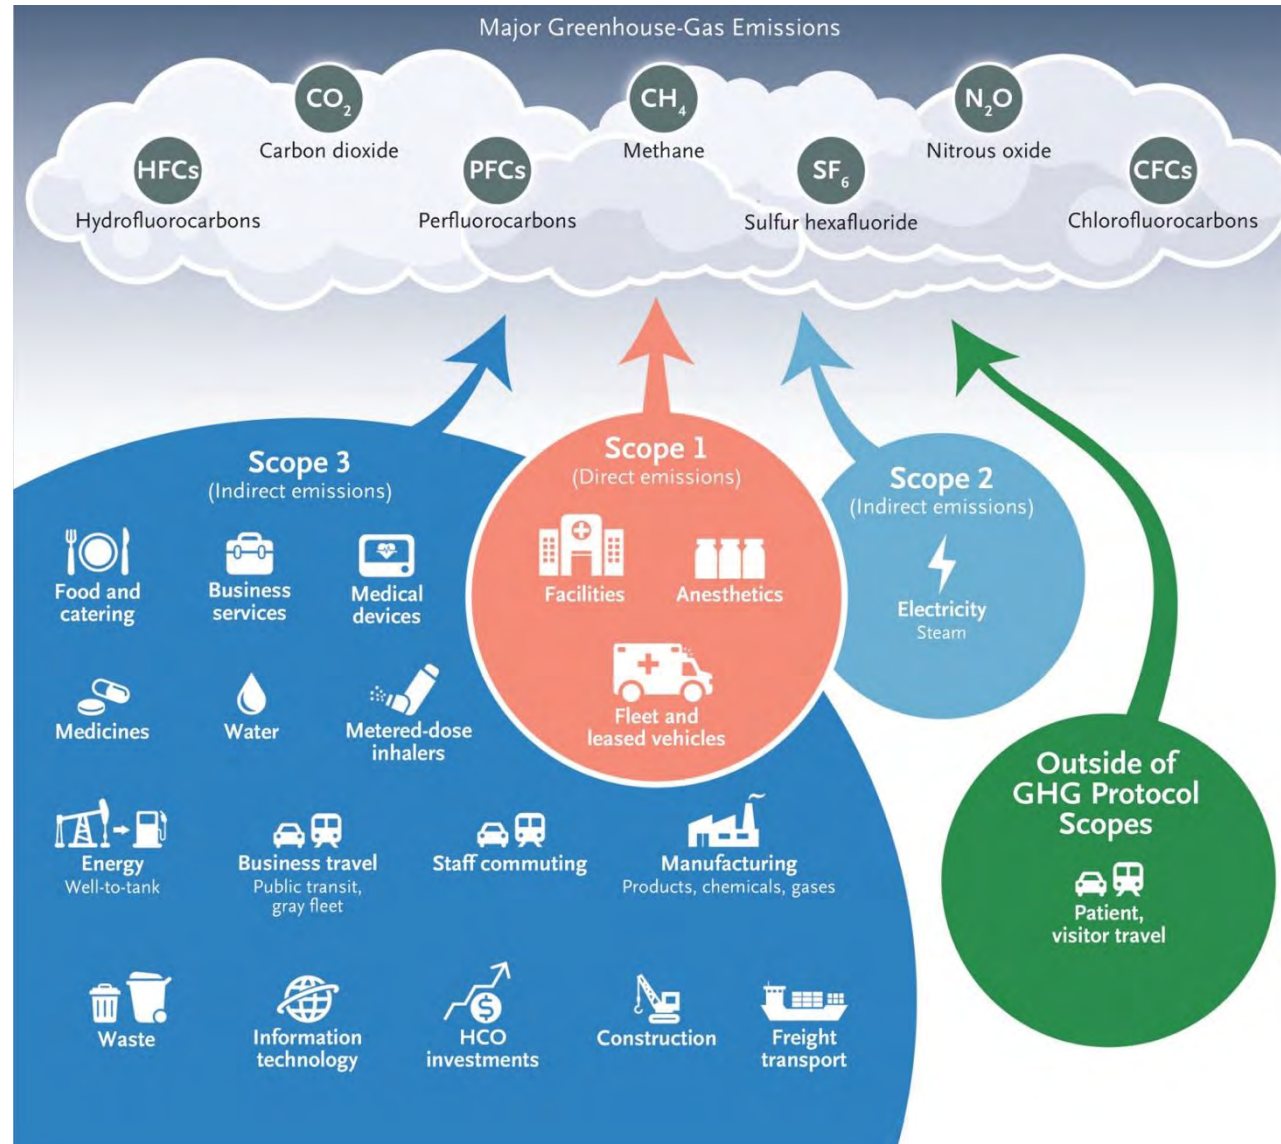 Major Greenhouse-Gas Emissions
CO₂
Carbon dioxide
CH₄
Methane
N₂O
Nitrous oxide
HFCs
Hydrofluorocarbons
PFCs
Perfluorocarbons
SF₆
Sulfur hexafluoride
CFCs
Chlorofluorocarbons
Scope 3
(Indirect emissions)
Food and
catering
Business
services
Medical
devices
Medicines
Water
Metered-dose
inhalers
Energy
Well-to-tank
Business travel
Public transit,
gray fleet
Staff commuting
Manufacturing
Products, chemicals, gases
Waste
Information
technology
HCO
investments
$
Construction
Freight
transport
Scope 1
(Direct emissions)
Facilities
Anesthetics
Fleet and
leased vehicles
Scope 2
(Indirect emissions)
Electricity
Steam
Outside of
GHG Protocol
Scopes
Patient,
visitor travel